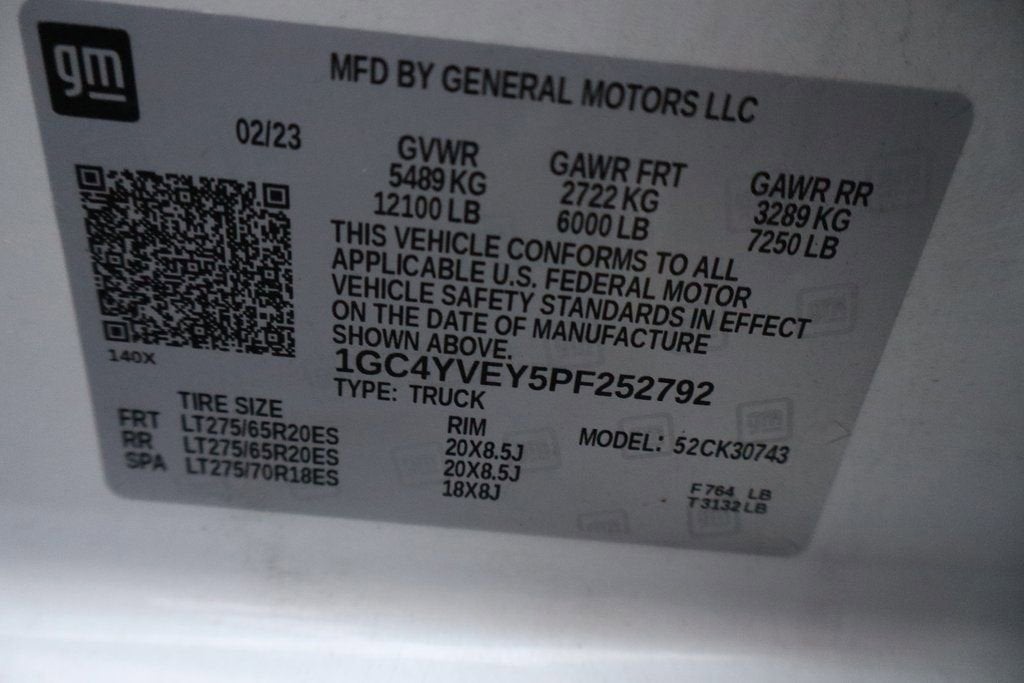 gm
MFD BY GENERAL MOTORS LLC
02/23
GVWR GAWR FRT GAWR RR
5489 KG 2722 KG 3289 KG
12100 LB 6000 LB 7250 LB
THIS VEHICLE CONFORMS TO ALL
APPLICABLE U.S. FEDERAL MOTOR
VEHICLE SAFETY STANDARDS IN EFFECT
ON THE DATE OF MANUFACTURE
SHOWN ABOVE.
140X
1GC4YVEY5PF252792
TYPE: TRUCK
TIRE SIZE RIM MODEL: 52CK30743
FRT LT275/65R20ES 20X8.5J
RR LT275/65R20ES 20X8.5J
SPA LT275/70R18ES 18X8J
F 764 LB
T 3132 LB